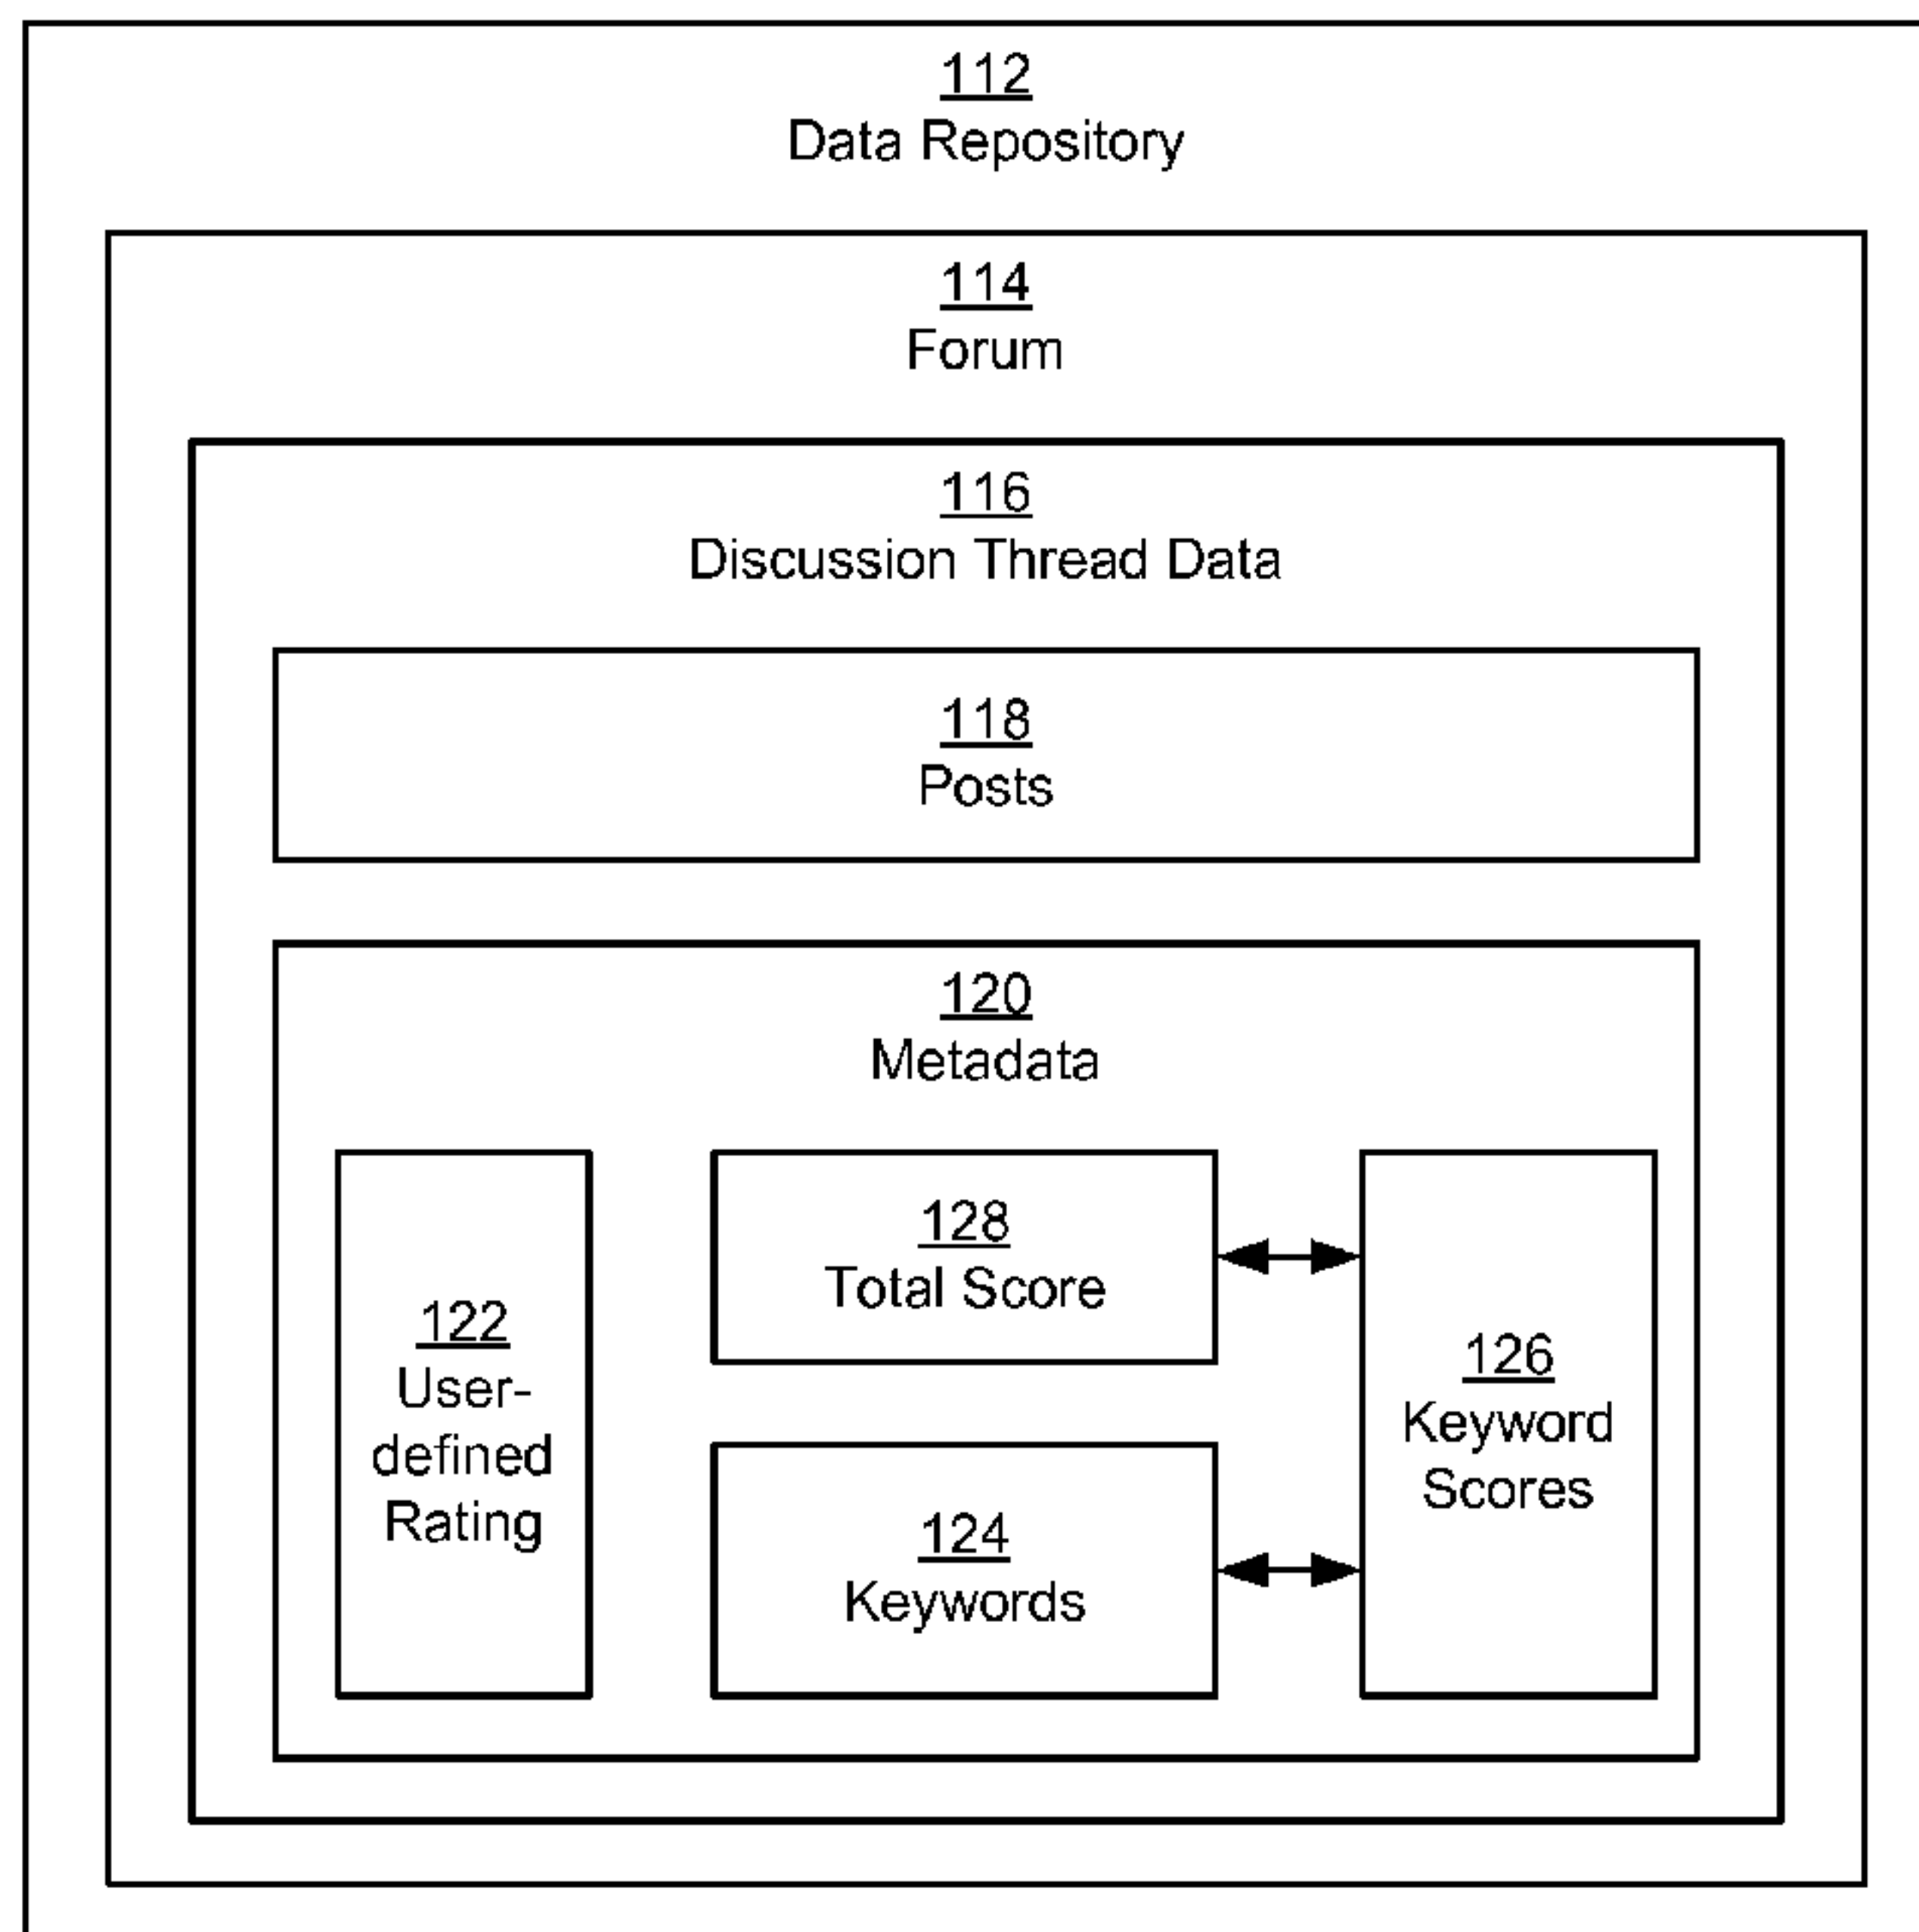 112
Data Repository
114
Forum
116
Discussion Thread Data
118
Posts
120
Metadata
122
User-
defined
Rating
128
Total Score
124
Keywords
126
Keyword
Scores